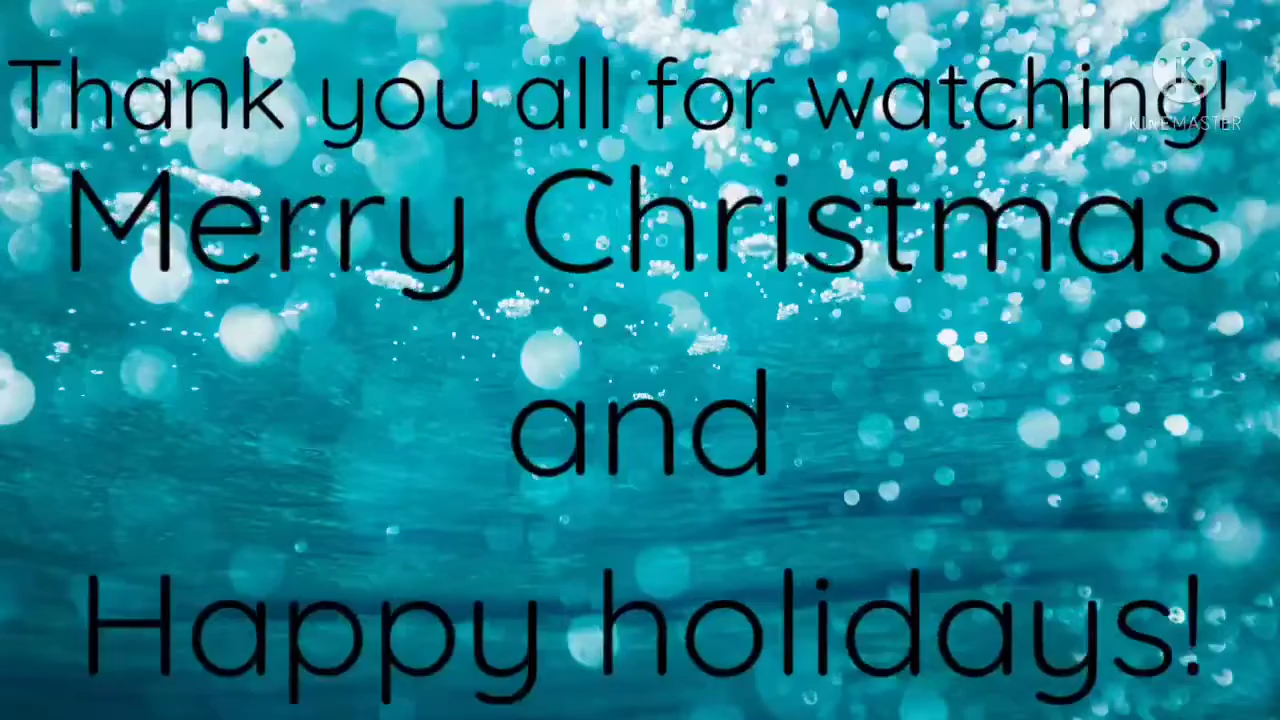 Thank you all for watching!
KINEMASTER
Merry Christmas
and
Happy holidays!